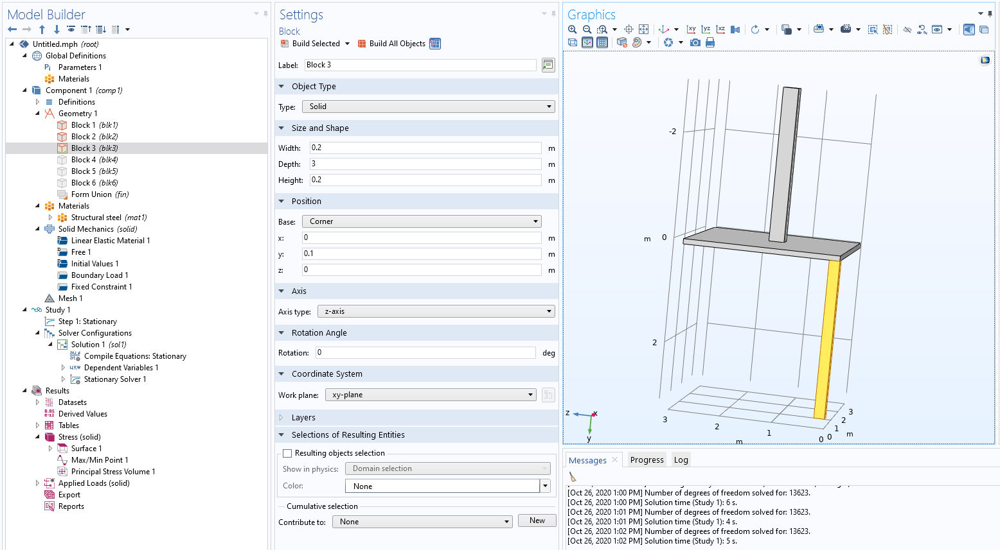 Model Builder
Untitled.mph (root)
Global Definitions
Pi Parameters 1
Materials
Component 1 (comp1)
Definitions
Geometry 1
Block 1 (blk1)
Block 2 (blk2)
Block 3 (blk3)
Block 4 (blk4)
Block 5 (blk5)
Block 6 (blk6)
Form Union (fin)
Materials
Structural steel (mat1)
Solid Mechanics (solid)
Linear Elastic Material 1
Free 1
Initial Values 1
Boundary Load 1
Fixed Constraint 1
Mesh 1
Study 1
Step 1: Stationary
Solver Configurations
Solution 1 (sol1)
Compile Equations: Stationary
u,v,w Dependent Variables 1
Stationary Solver 1
Results
Datasets
8.85 e-12 Derived Values
Tables
Stress (solid)
Surface 1
Max/Min Point 1
Principal Stress Volume 1
Applied Loads (solid)
Export
Reports
Settings
Block
Build Selected Build All Objects
Label: Block 3
Object Type
Type: Solid
Size and Shape
Width: 0.2 m
Depth: 3 m
Height: 0.2 m
Position
Base: Corner
x: 0 m
y: 0.1 m
z: 0 m
Axis
Axis type: z-axis
Rotation Angle
Rotation: 0 deg
Coordinate System
Work plane: xy-plane
Layers
Selections of Resulting Entities
Resulting objects selection
Show in physics: Domain selection
Color: None
Cumulative selection
Contribute to: None New
Graphics
xy yz xz
-2
m 0
2
z x
y
3
2
1
0
m
0
1
2
3
m
Messages Progress Log
[Oct 26, 2020 1:00 PM] Number of degrees of freedom solved for: 13623.
[Oct 26, 2020 1:00 PM] Solution time (Study 1): 6 s.
[Oct 26, 2020 1:01 PM] Number of degrees of freedom solved for: 13623.
[Oct 26, 2020 1:01 PM] Solution time (Study 1): 4 s.
[Oct 26, 2020 1:02 PM] Number of degrees of freedom solved for: 13623.
[Oct 26, 2020 1:02 PM] Solution time (Study 1): 5 s.